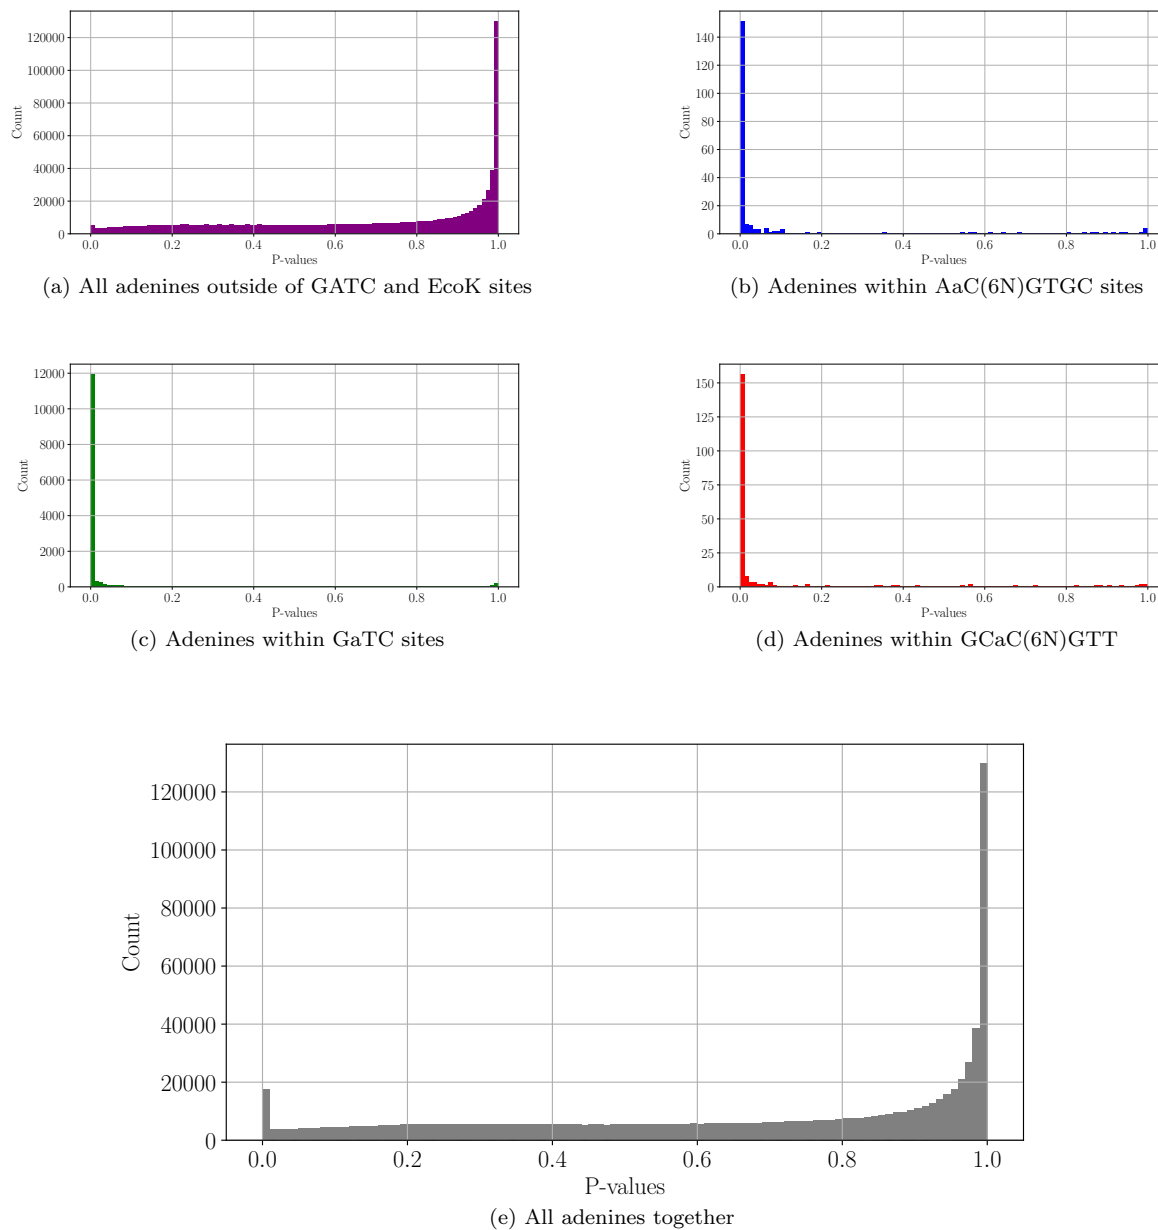 120000
100000
80000
60000
40000
20000
0
Count
0.0 0.2 0.4 0.6 0.8 1.0
P-values
(a) All adenines outside of GATC and EcoK sites
140
120
100
80
60
40
20
0
Count
0.0 0.2 0.4 0.6 0.8 1.0
P-values
(b) Adenines within AaC(6N)GTGC sites
12000
10000
8000
6000
4000
2000
0
Count
0.0 0.2 0.4 0.6 0.8 1.0
P-values
(c) Adenines within GaTC sites
150
125
100
75
50
25
0
Count
0.0 0.2 0.4 0.6 0.8 1.0
P-values
(d) Adenines within GCaC(6N)GTT
120000
100000
80000
60000
40000
20000
0
Count
0.0 0.2 0.4 0.6 0.8 1.0
P-values
(e) All adenines together